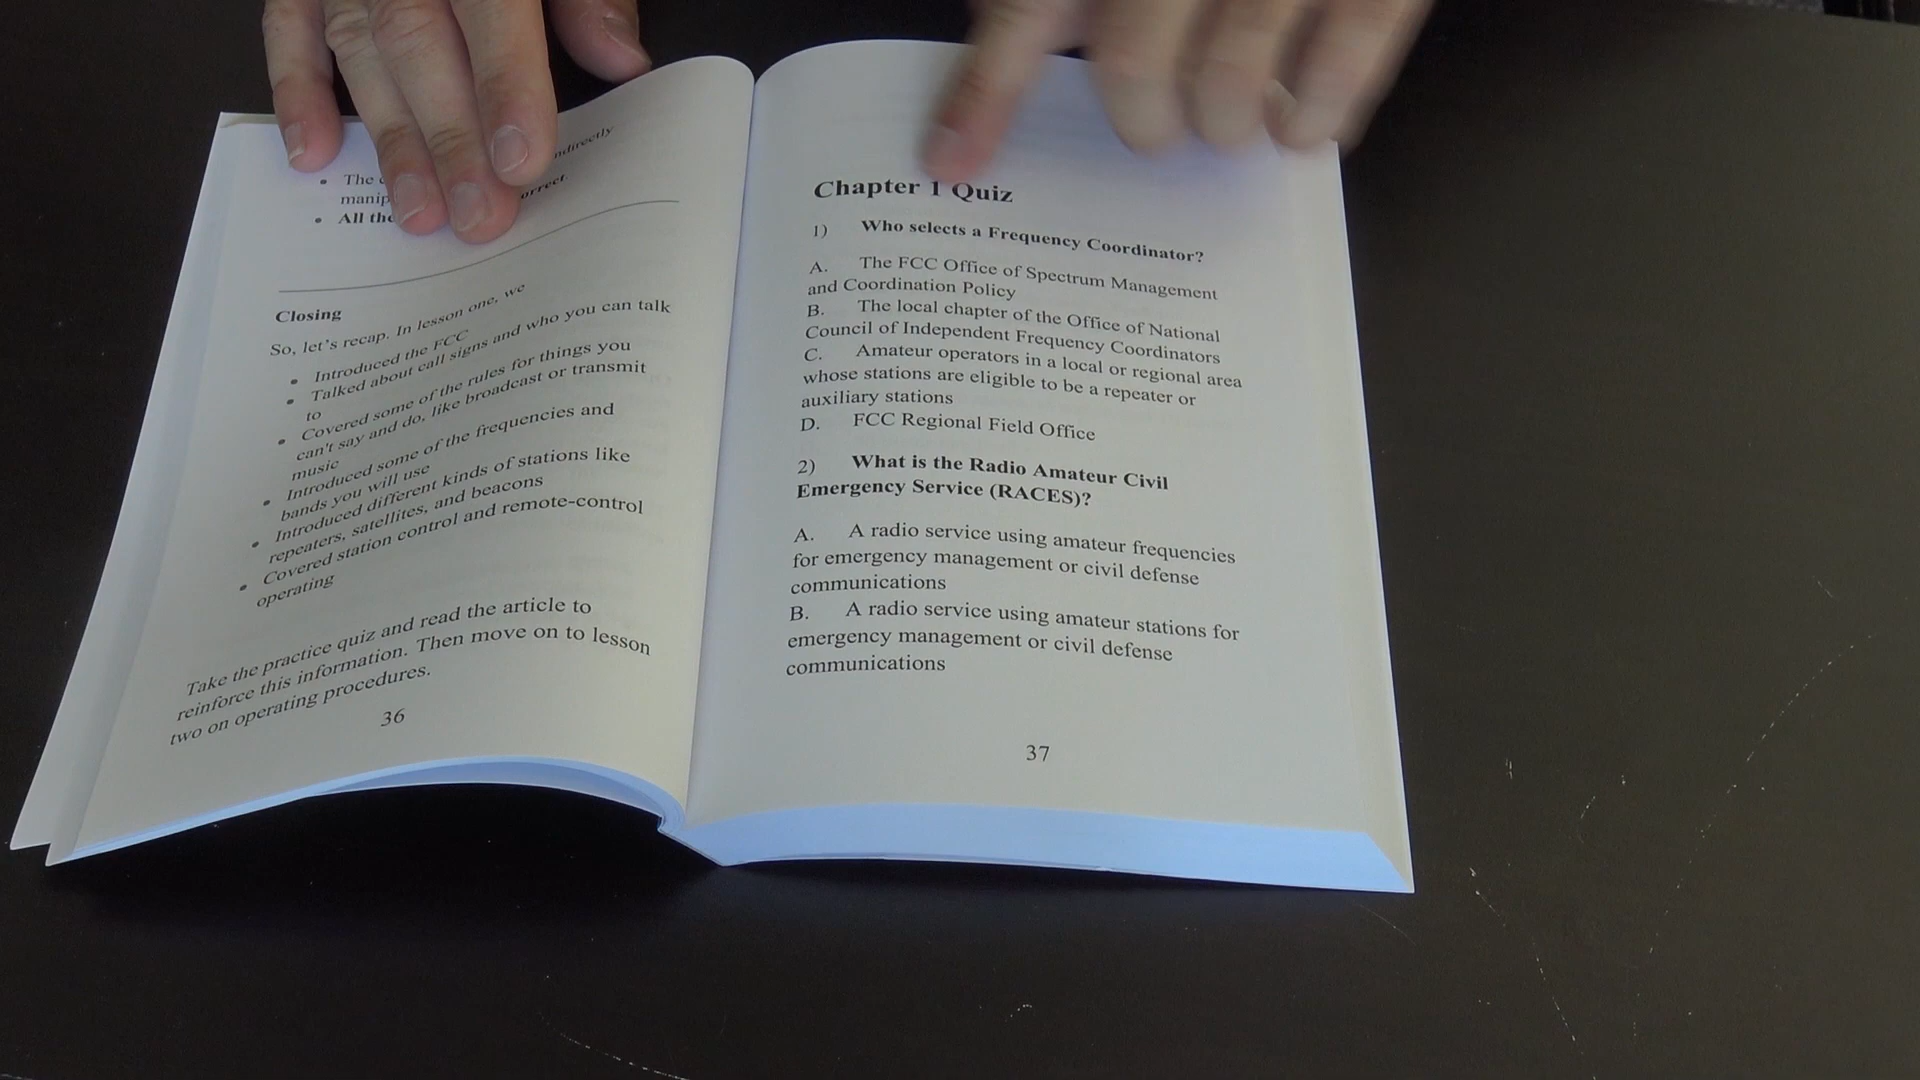 ndirectly
The
manip
orrect.
All the
Closing
So, let's recap. In lesson one, we
Introduced the FCC
Talked about call signs and who you can talk
to
Covered some of the rules for things you
can't say and do, like broadcast or transmit
music
Introduced some of the frequencies and
bands you will use
Introduced different kinds of stations like
repeaters, satellites, and beacons
Covered station control and remote-control
operating
Take the practice quiz and read the article to
reinforce this information. Then move on to lesson
two on operating procedures.
36
Chapter 1 Quiz
1) Who selects a Frequency Coordinator?
A. The FCC Office of Spectrum Management
and Coordination Policy
B. The local chapter of the Office of National
Council of Independent Frequency Coordinators
C. Amateur operators in a local or regional area
whose stations are eligible to be a repeater or
auxiliary stations
D. FCC Regional Field Office
2) What is the Radio Amateur Civil
Emergency Service (RACES)?
A. A radio service using amateur frequencies
for emergency management or civil defense
communications
B. A radio service using amateur stations for
emergency management or civil defense
communications
37